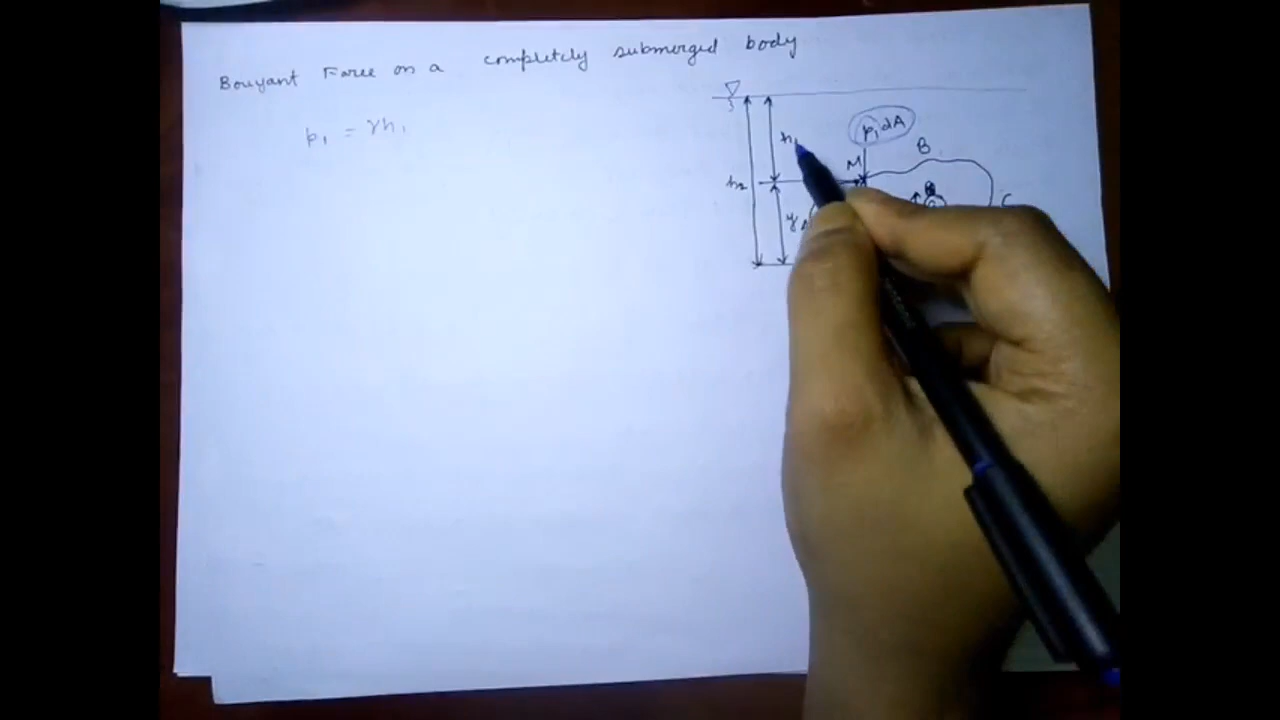 Bouyant Force on a completely submerged body
p₁ = γh₁
p₁dA
h₁
M
B
h₂
y
A
C
G